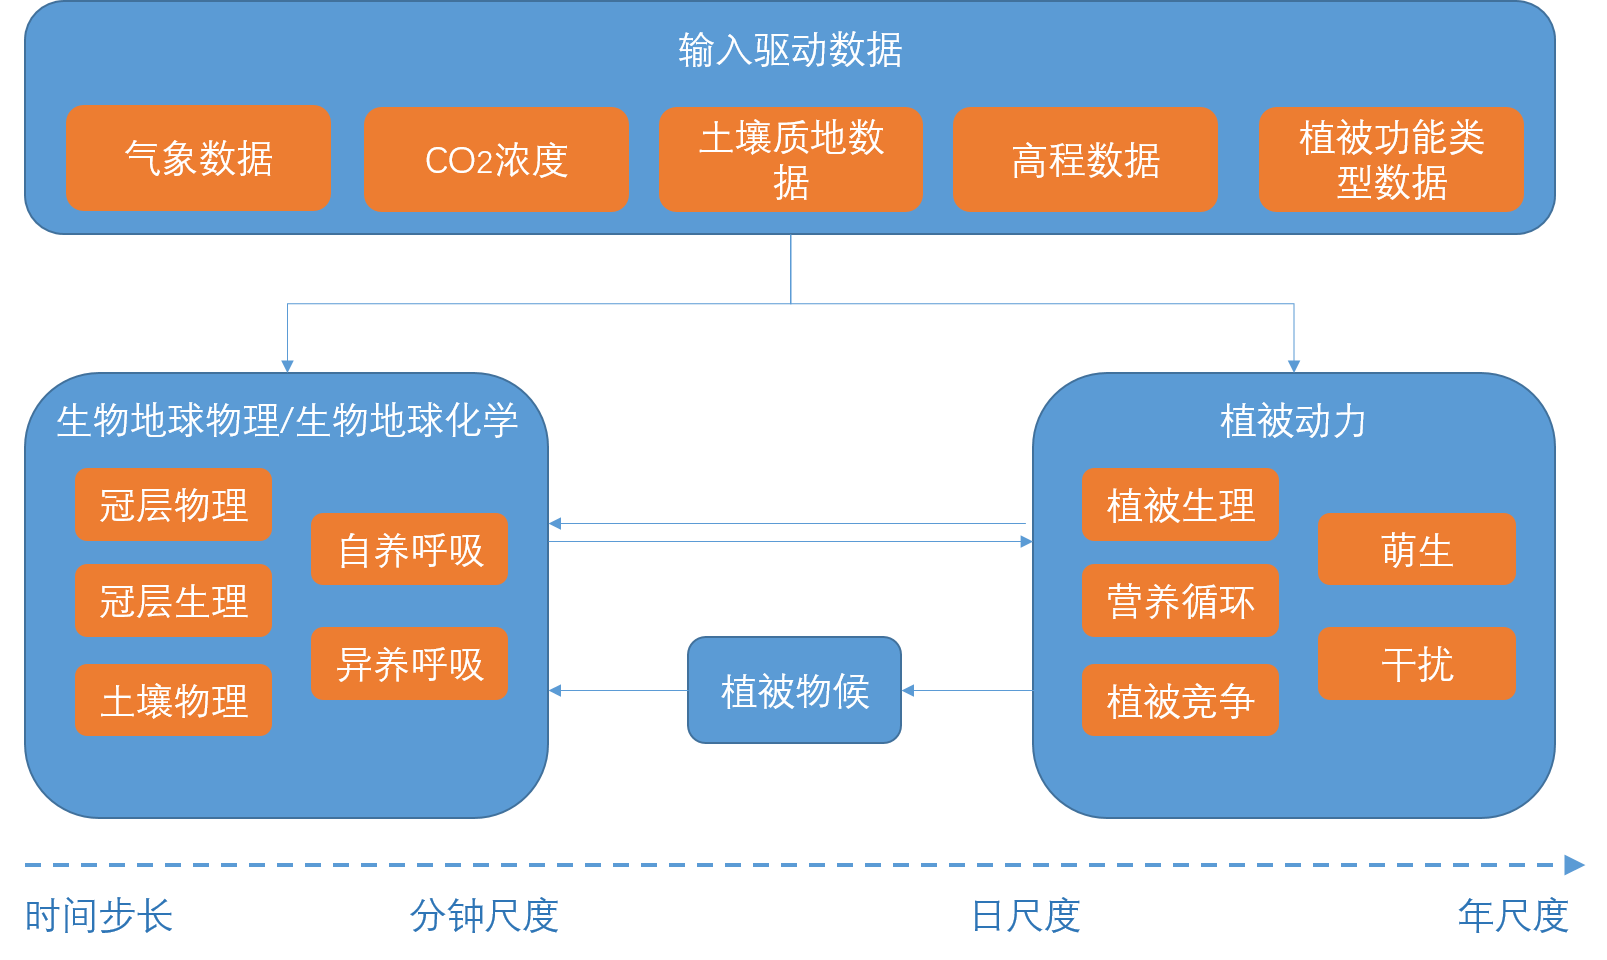 输入驱动数据
气象数据
CO2浓度
土壤质地数
据
高程数据
植被功能类
型数据
生物地球物理/生物地球化学
冠层物理
冠层生理
土壤物理
自养呼吸
异养呼吸
植被物候
植被动力
植被生理
营养循环
植被竞争
萌生
干扰
时间步长
分钟尺度
日尺度
年尺度